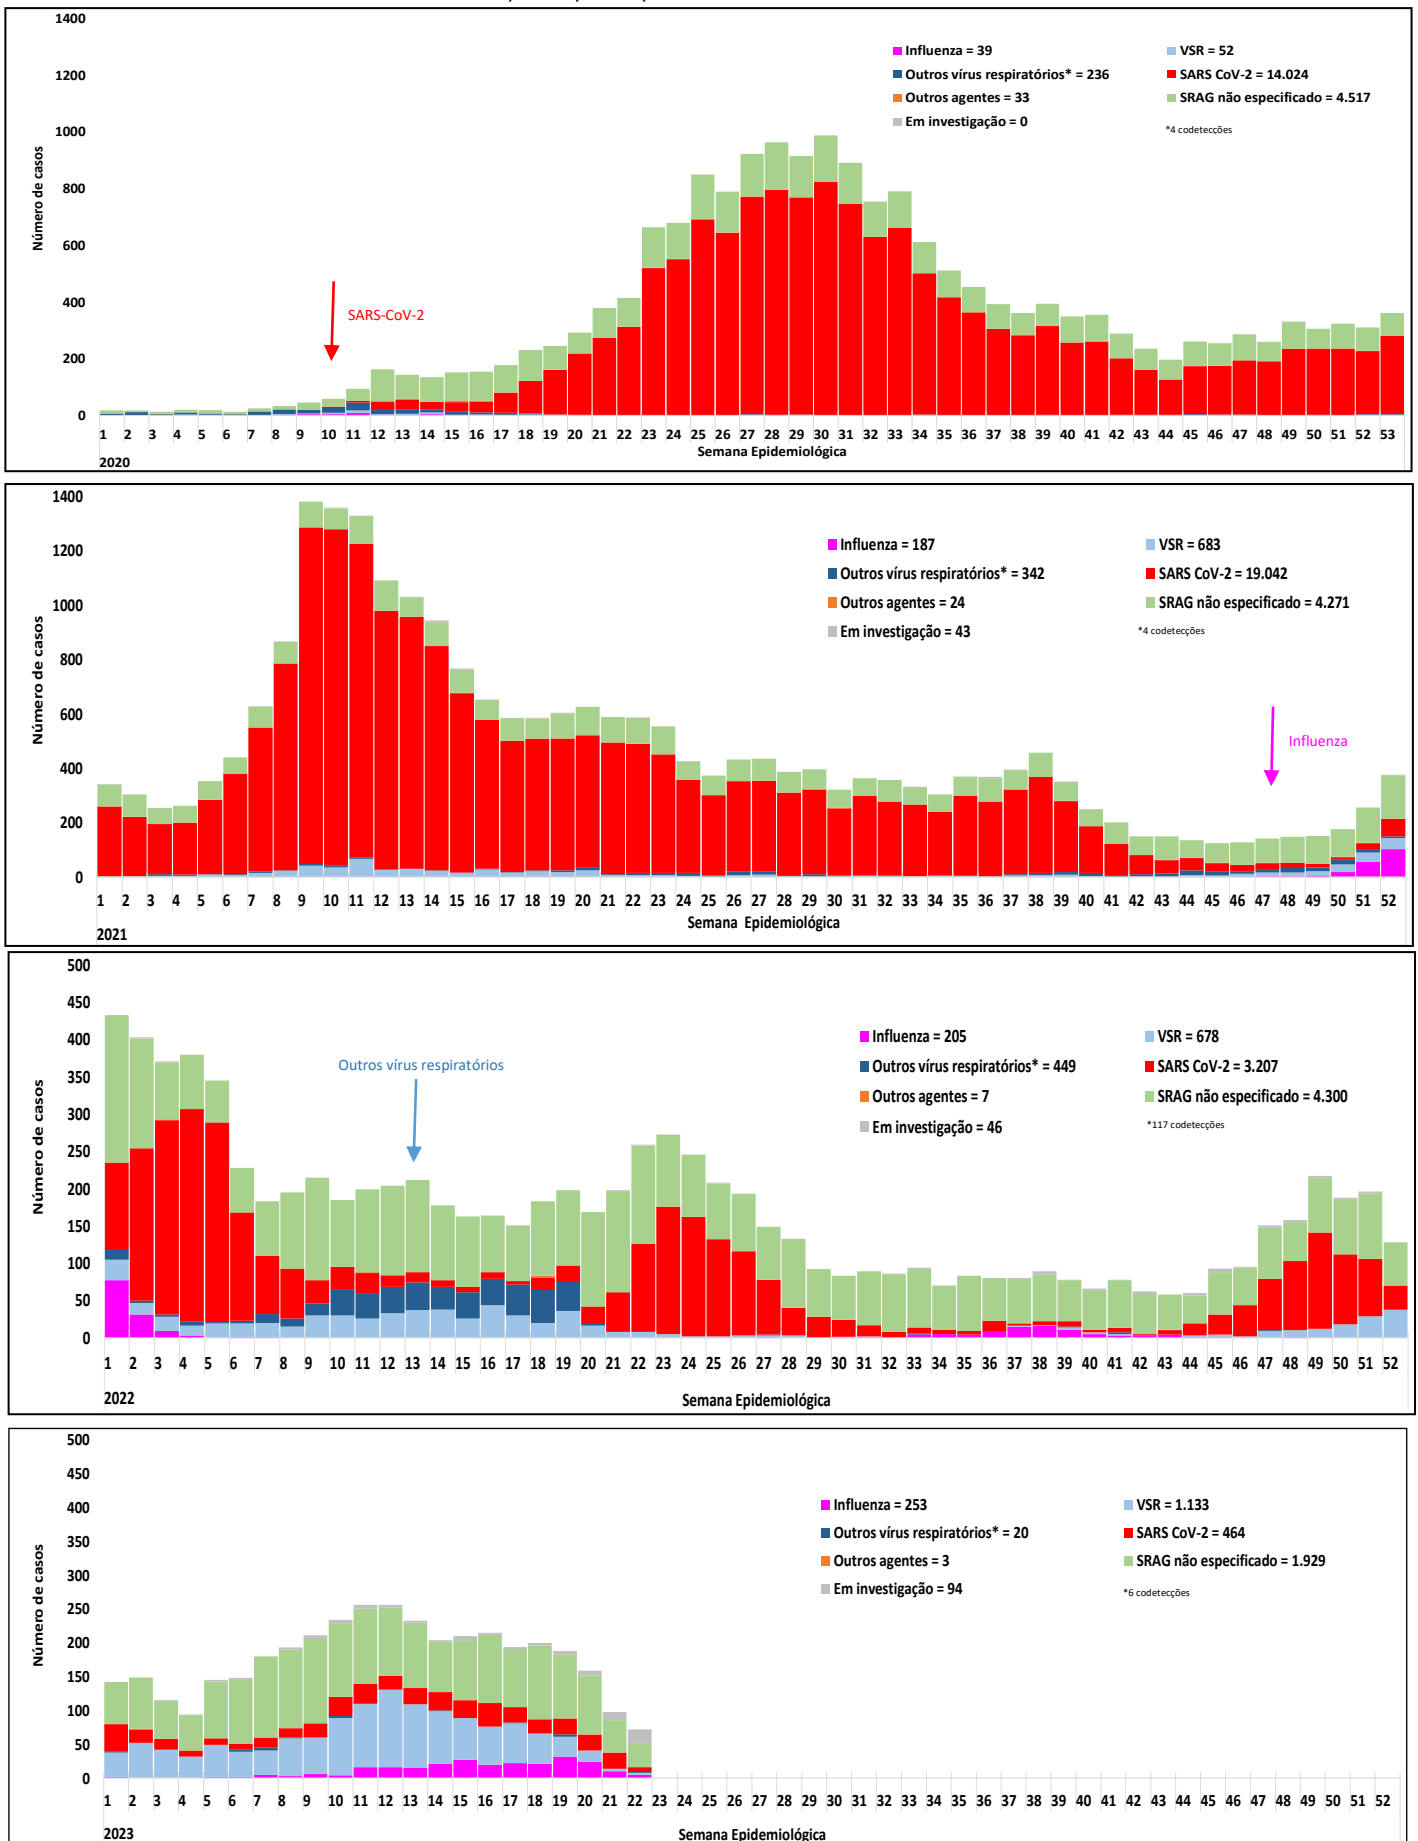 1400
Influenza = 39
VSR = 52
1200
Outros vírus respiratórios* = 236
SARS CoV-2 = 14.024
Outros agentes = 33
SRAG não especificado = 4.517
1000
Em investigação = 0
*4 codetecções
Número de casos
800
600
400
SARS-CoV-2
200
0
1 2 3 4 5 6 7 8 9 10 11 12 13 14 15 16 17 18 19 20 21 22 23 24 25 26 27 28 29 30 31 32 33 34 35 36 37 38 39 40 41 42 43 44 45 46 47 48 49 50 51 52 53
Semana Epidemiológica
2020
1400
Influenza = 187
VSR = 683
1200
Outros vírus respiratórios* = 342
SARS CoV-2 = 19.042
Outros agentes = 24
SRAG não especificado = 4.271
1000
Em investigação = 43
*4 codetecções
Número de casos
800
600
Influenza
400
200
0
1 2 3 4 5 6 7 8 9 10 11 12 13 14 15 16 17 18 19 20 21 22 23 24 25 26 27 28 29 30 31 32 33 34 35 36 37 38 39 40 41 42 43 44 45 46 47 48 49 50 51 52
Semana Epidemiológica
2021
500
450
Influenza = 205
VSR = 678
400
Outros vírus respiratórios
Outros vírus respiratórios* = 449
SARS CoV-2 = 3.207
350
Outros agentes = 7
SRAG não especificado = 4.300
300
Em investigação = 46
*117 codetecções
Número de casos
250
200
150
100
50
0
1 2 3 4 5 6 7 8 9 10 11 12 13 14 15 16 17 18 19 20 21 22 23 24 25 26 27 28 29 30 31 32 33 34 35 36 37 38 39 40 41 42 43 44 45 46 47 48 49 50 51 52
2022
Semana Epidemiológica
500
450
400
Influenza = 253
VSR = 1.133
350
Outros vírus respiratórios* = 20
SARS CoV-2 = 464
Outros agentes = 3
SRAG não especificado = 1.929
300
Em investigação = 94
*6 codetecções
Número de casos
250
200
150
100
50
0
1 2 3 4 5 6 7 8 9 10 11 12 13 14 15 16 17 18 19 20 21 22 23 24 25 26 27 28 29 30 31 32 33 34 35 36 37 38 39 40 41 42 43 44 45 46 47 48 49 50 51 52
2023
Semana Epidemiológica